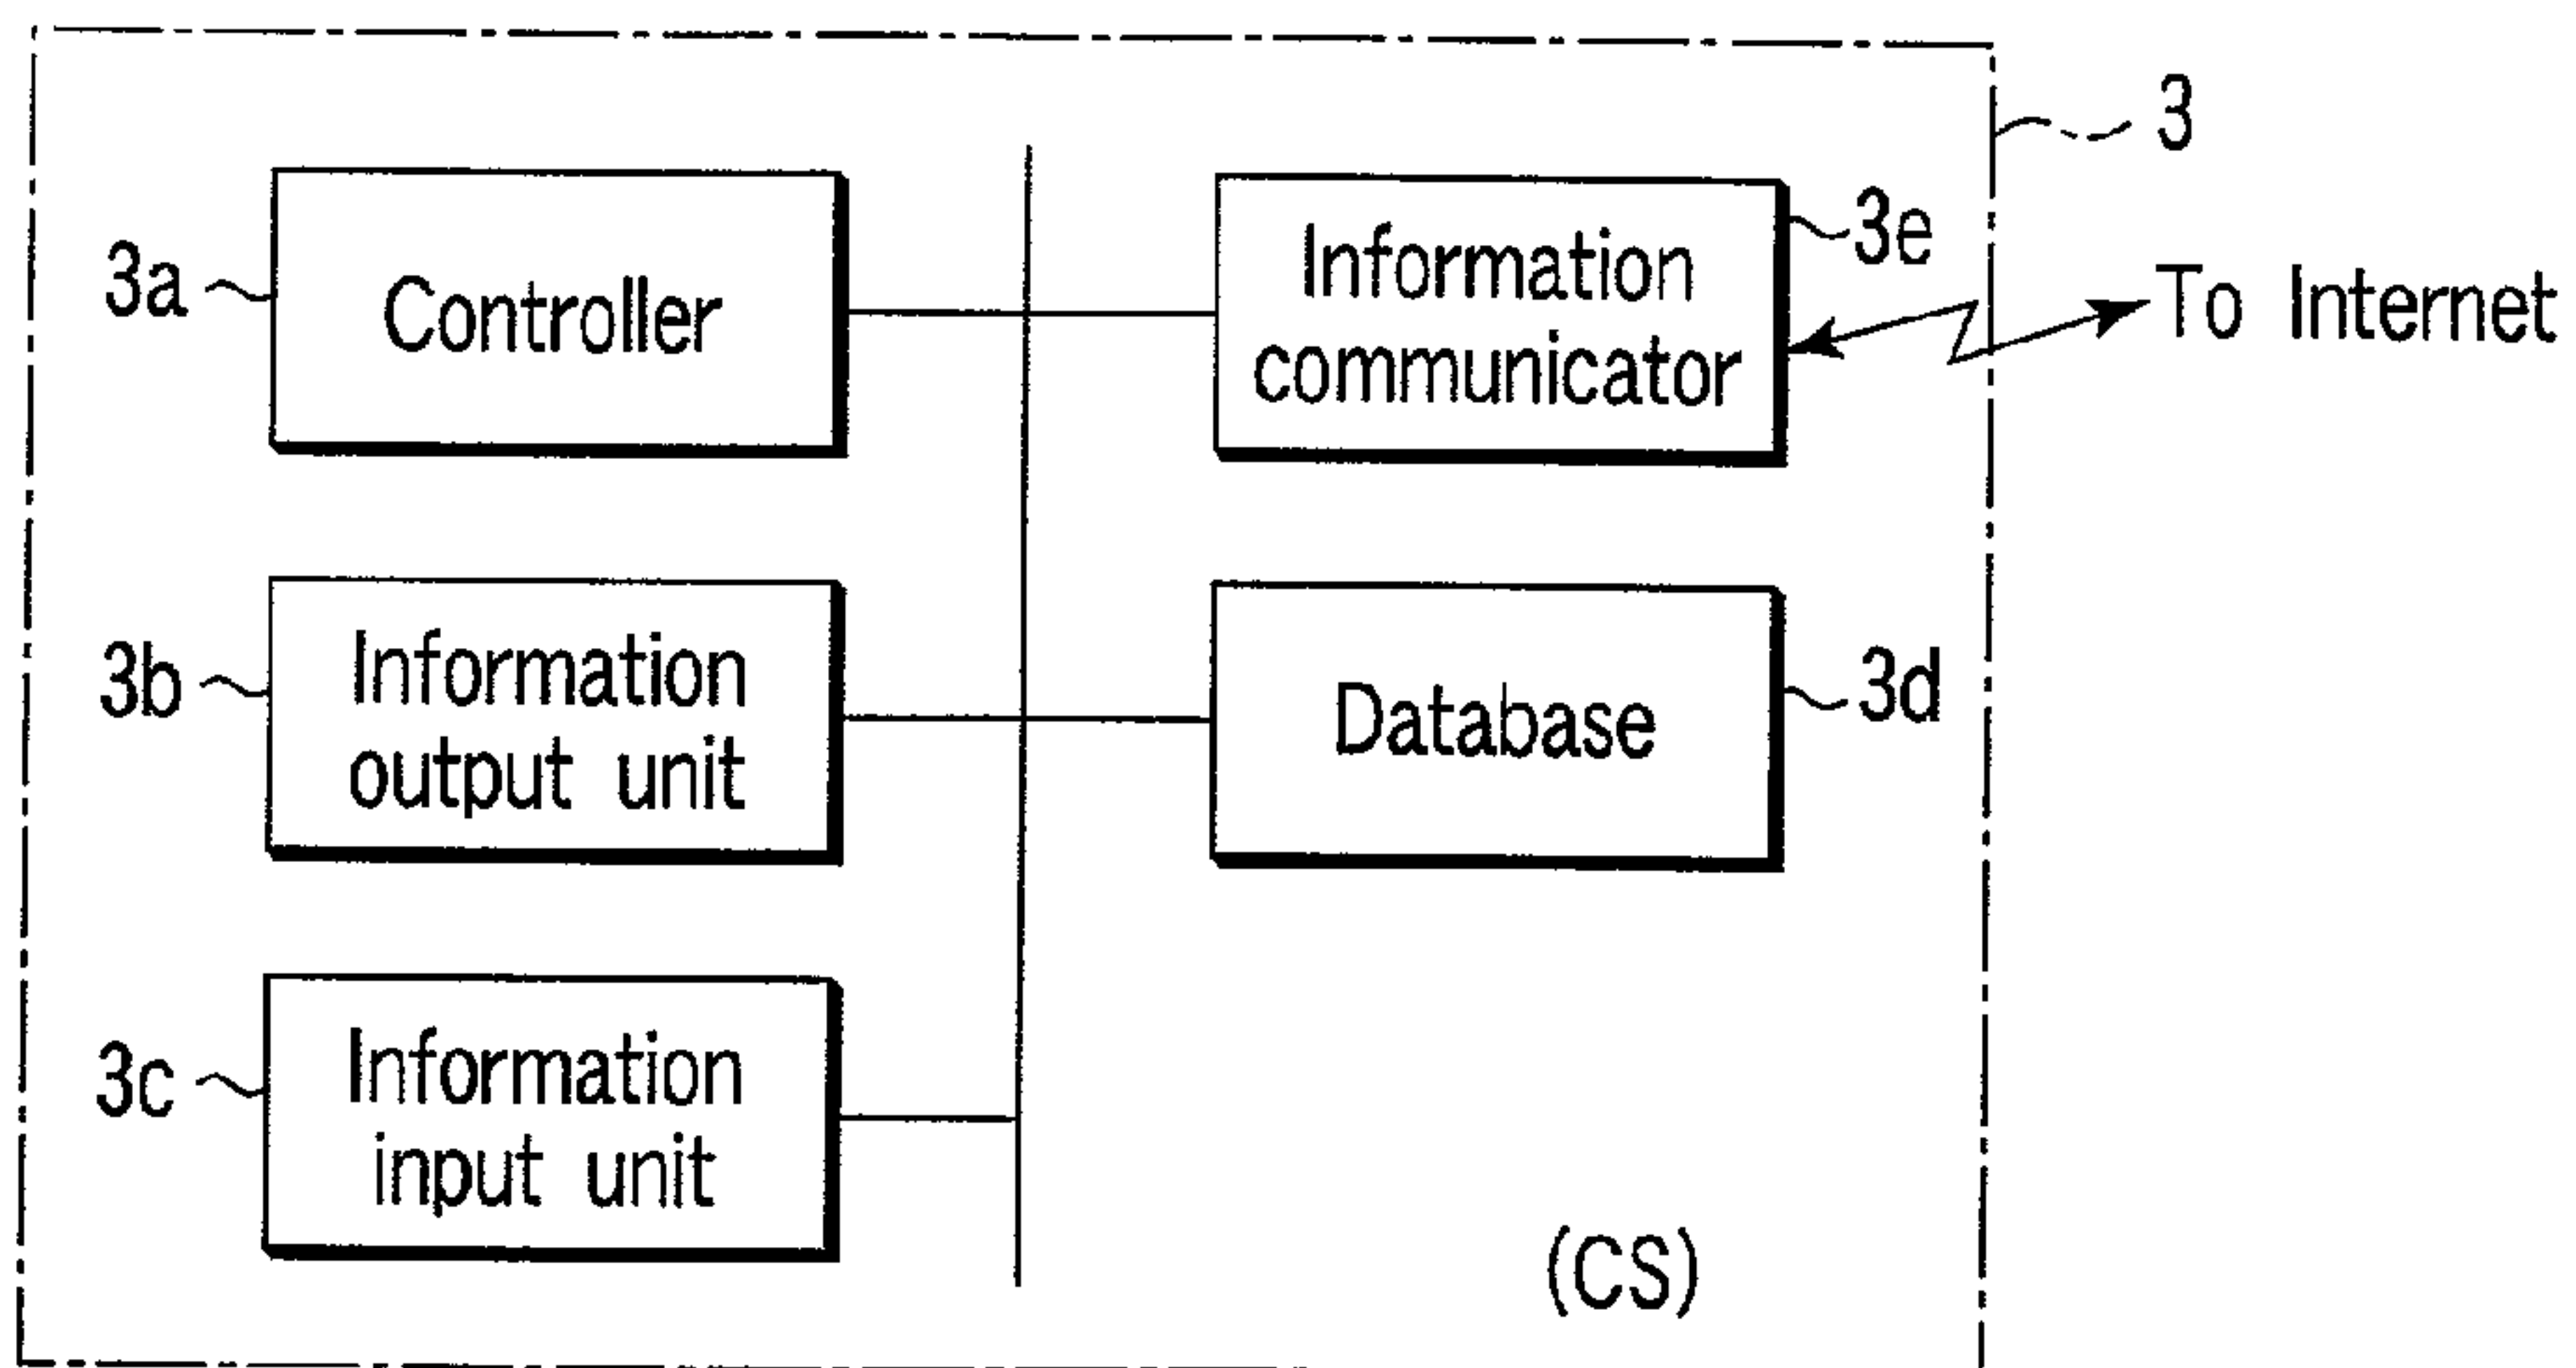 3
3a
Controller
Information
communicator
3e
To Internet
3b
Information
output unit
Database
3d
3c
Information
input unit
(CS)